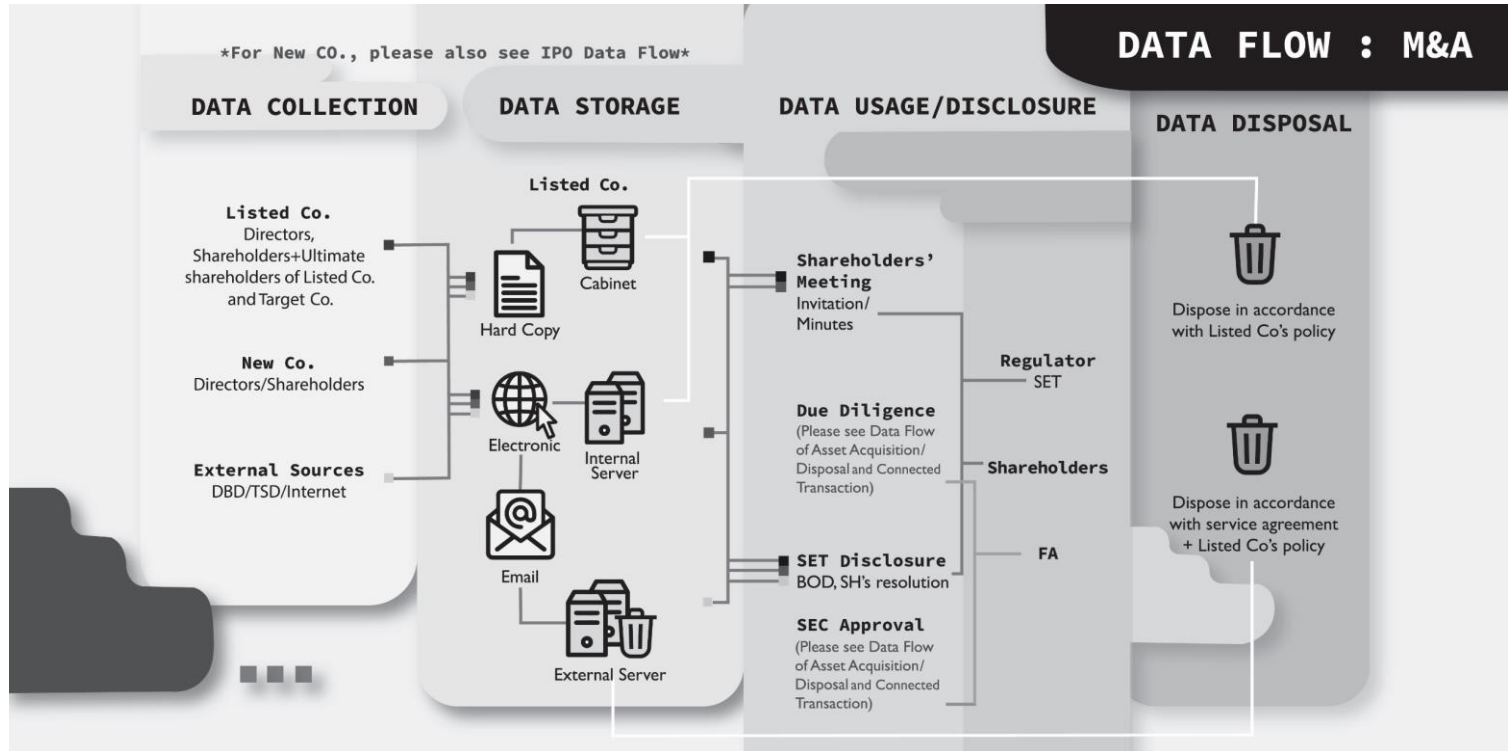 DATA FLOW : M&A
*For New CO., please also see IPO Data Flow*
DATA COLLECTION
Listed Co.
Directors,
Shareholders+Ultimate
shareholders of Listed Co.
and Target Co.
New Co.
Directors/Shareholders
External Sources
DBD/TSD/Internet
DATA STORAGE
Listed Co.
Cabinet
Hard Copy
Electronic
Internal
Server
Email
External Server
DATA USAGE/DISCLOSURE
Shareholders’
Meeting
Invitation/
Minutes
Due Diligence
(Please see Data Flow
of Asset Acquisition/
Disposal and Connected
Transaction)
SET Disclosure
BOD, SH's resolution
SEC Approval
(Please see Data Flow
of Asset Acquisition/
Disposal and Connected
Transaction)
Regulator
SET
Shareholders
FA
DATA DISPOSAL
Dispose in accordance
with Listed Co's policy
Dispose in accordance
with service agreement
+ Listed Co's policy